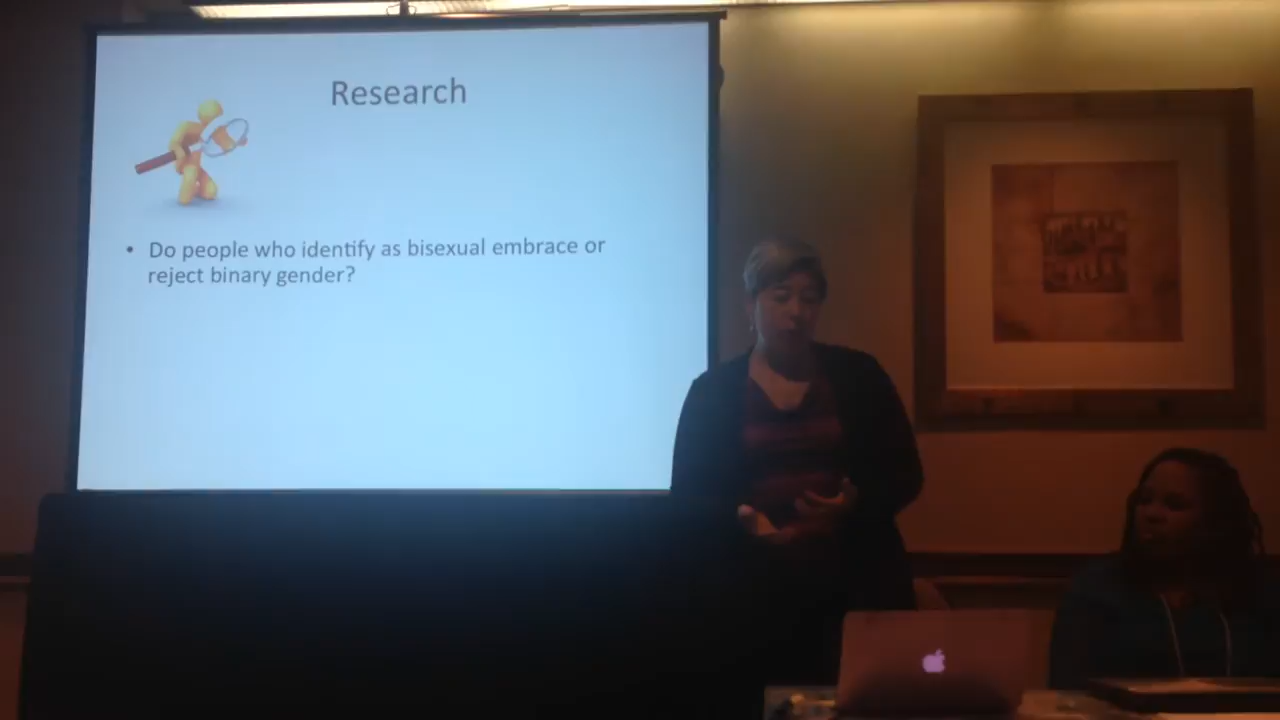 Research
• Do people who identify as bisexual embrace or
reject binary gender?